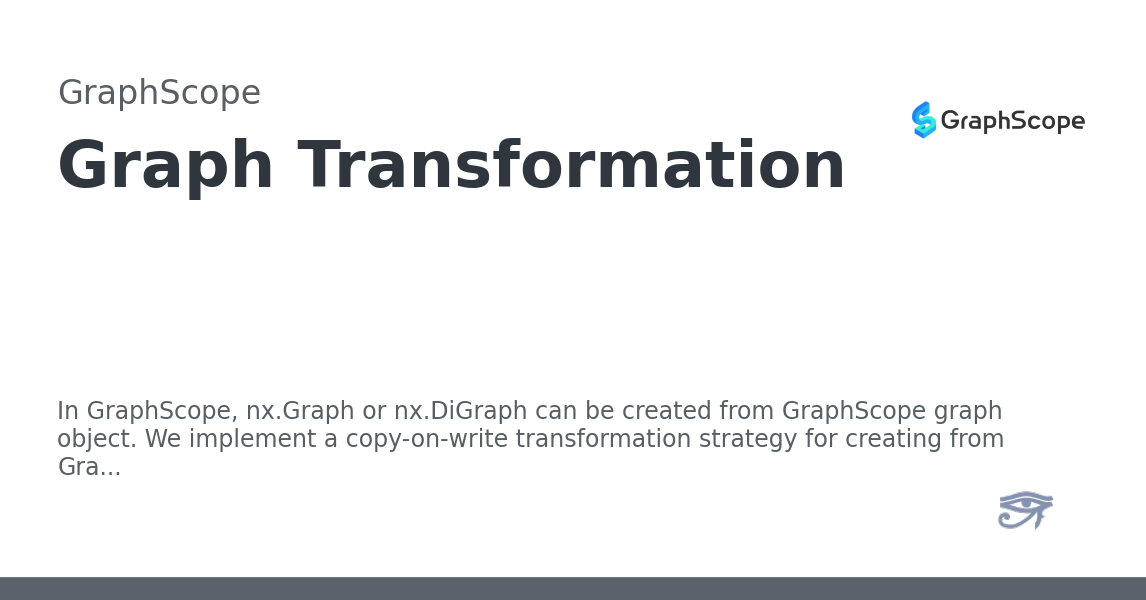 GraphScope
GraphScope
Graph Transformation
In GraphScope, nx.Graph or nx.DiGraph can be created from GraphScope graph
object. We implement a copy-on-write transformation strategy for creating from
Gra...